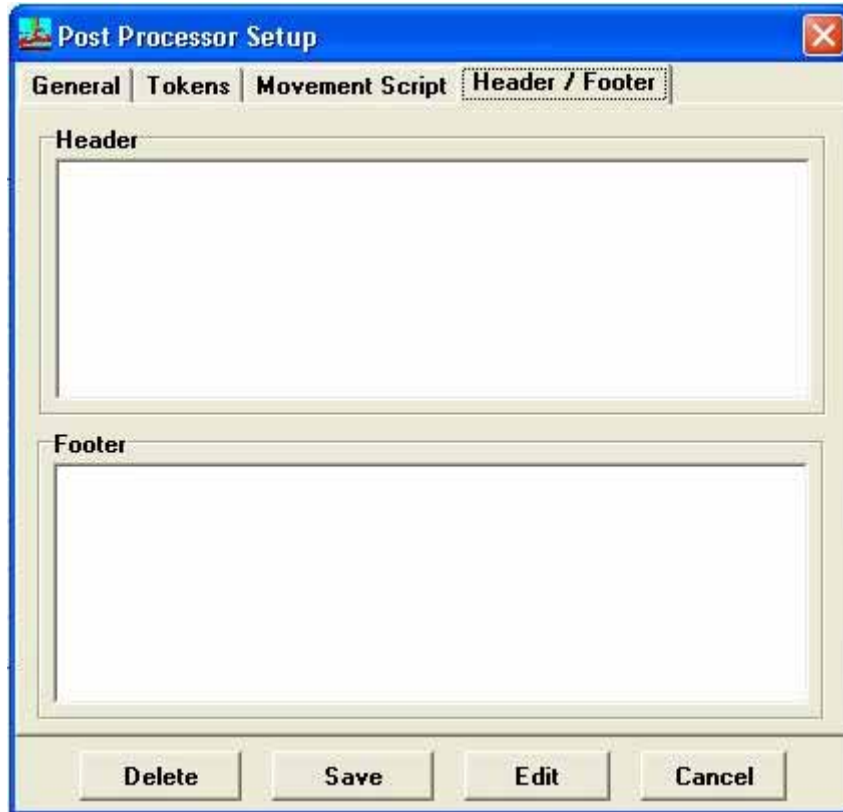 Post Processor Setup
General Tokens Movement Script Header / Footer
Header
Footer
Delete Save Edit Cancel